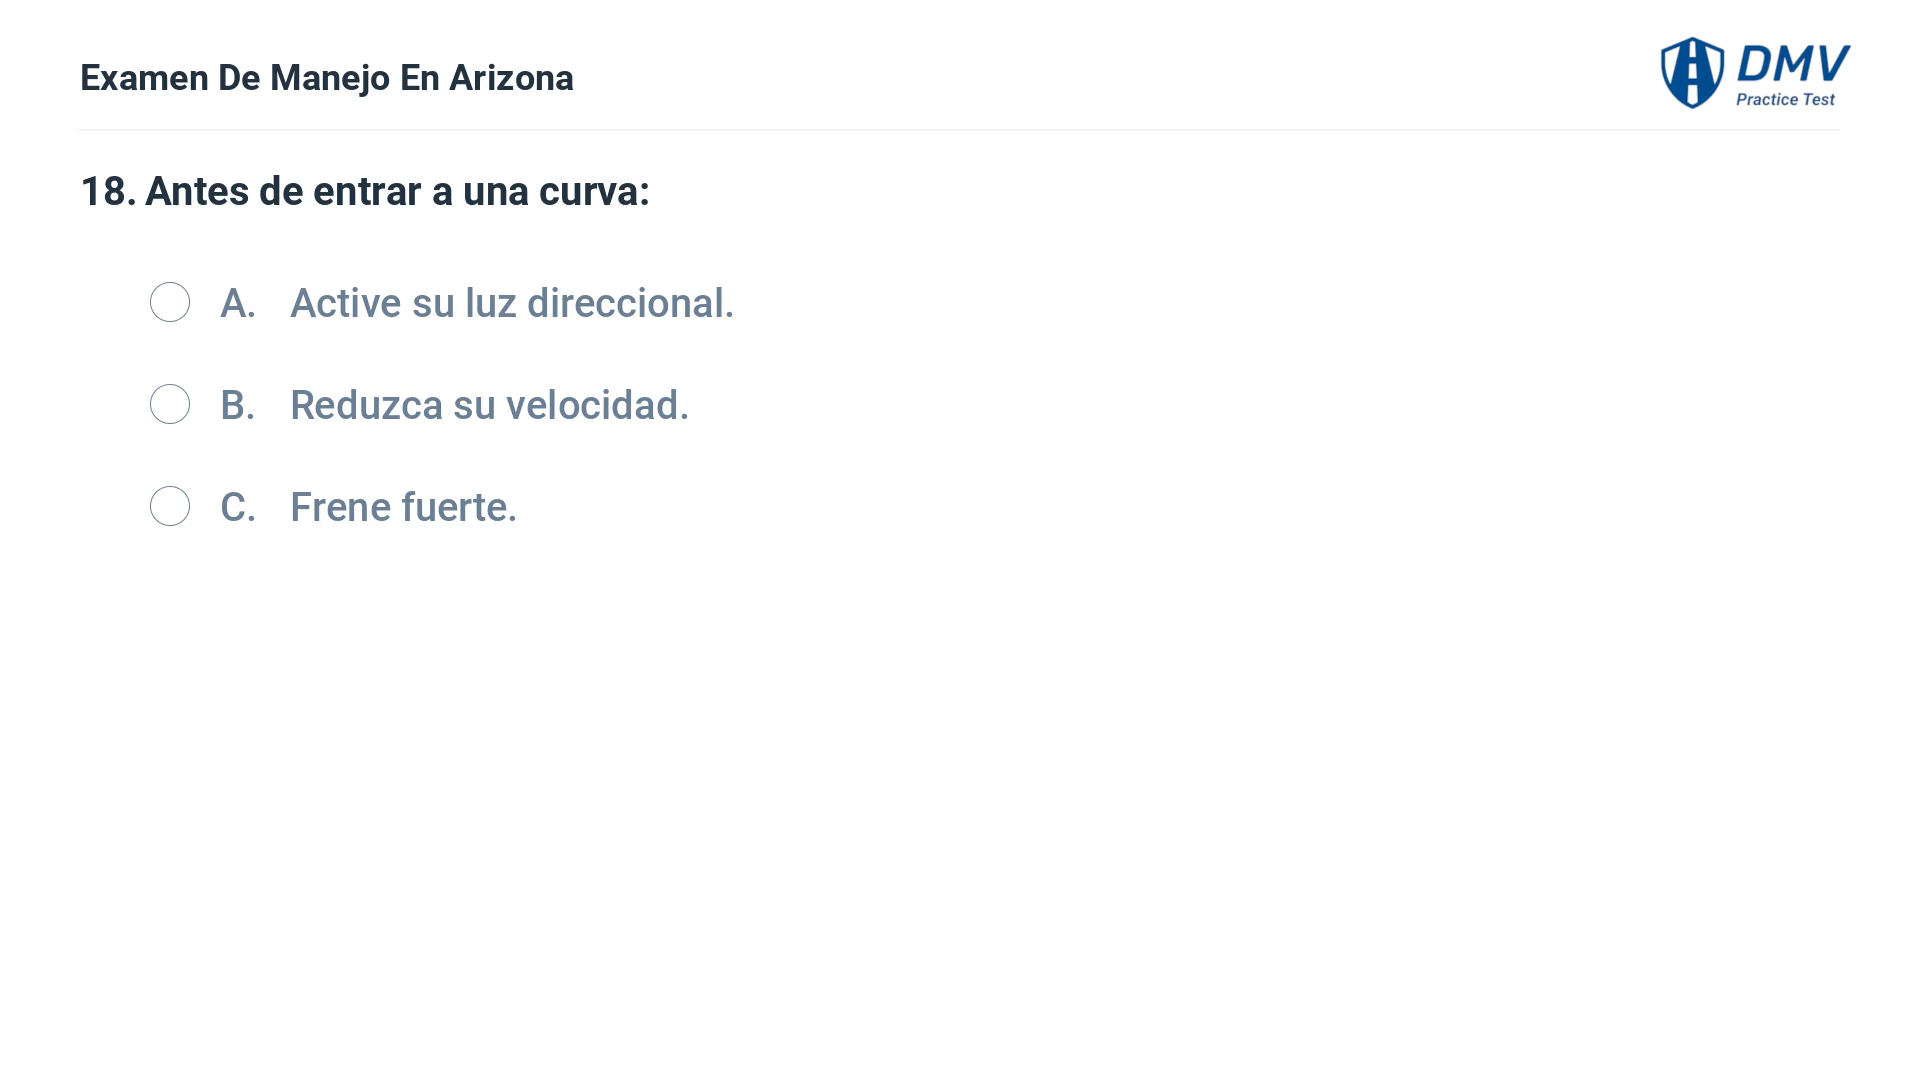 Examen De Manejo En Arizona
DMV
Practice Test
18. Antes de entrar a una curva:
A. Active su luz direccional.
B. Reduzca su velocidad.
C. Frene fuerte.